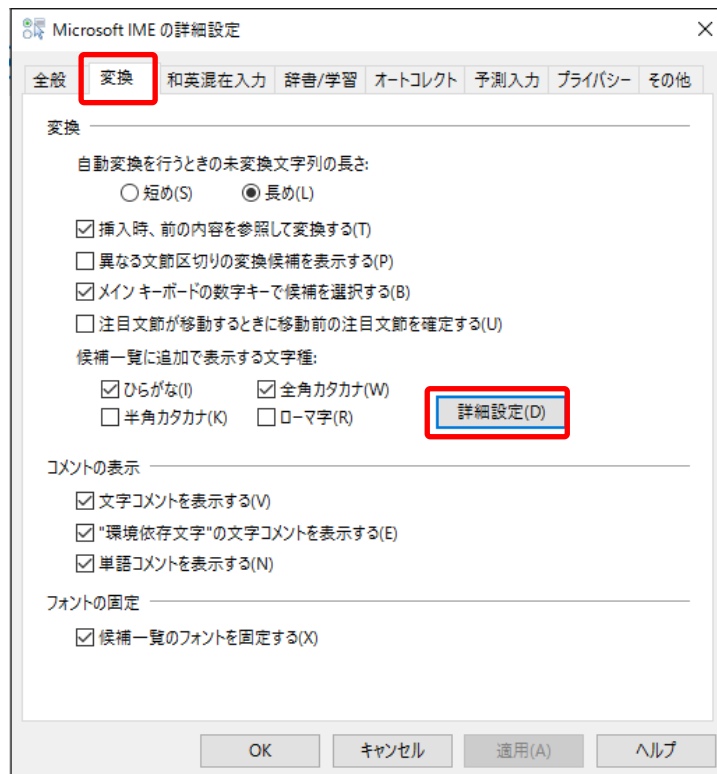 Microsoft IME の詳細設定
全般 変換 和英混在入力 辞書/学習 オートコレクト 予測入力 プライバシー その他
変換
自動変換を行うときの未変換文字列の長さ:
短め(S) 長め(L)
挿入時、前の内容を参照して変換する(T)
異なる文節区切りの変換候補を表示する(P)
メイン キーボードの数字キーで候補を選択する(B)
注目文節が移動するときに移動前の注目文節を確定する(U)
候補一覧に追加で表示する文字種:
ひらがな(I) 全角カタカナ(W)
半角カタカナ(K) ローマ字(R) 詳細設定(D)
コメントの表示
文字コメントを表示する(V)
"環境依存文字"の文字コメントを表示する(E)
単語コメントを表示する(N)
フォントの固定
候補一覧のフォントを固定する(X)
OK キャンセル 適用(A) ヘルプ